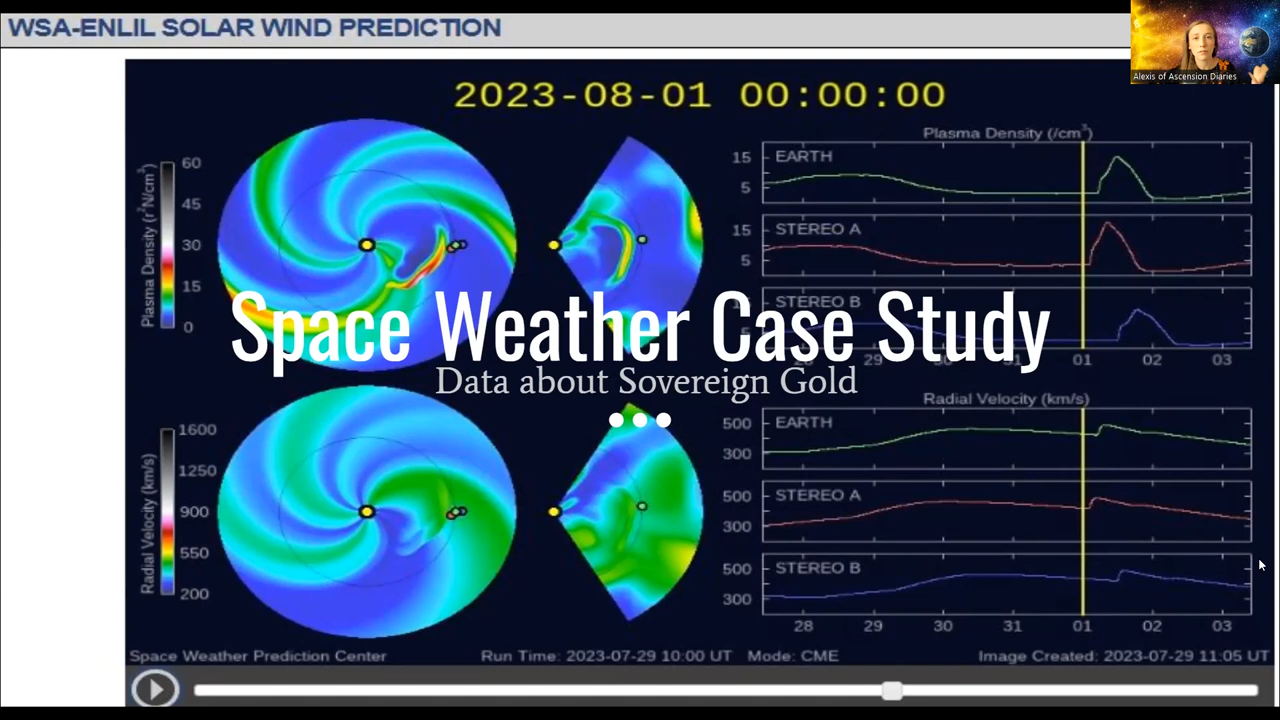 WSA-ENLIL SOLAR WIND PREDICTION
Alexis of Ascension Diaries
2023-08-01 00:00:00
Plasma Density (r²N/cm³)
60
45
30
15
0
Plasma Density (/cm³)
EARTH
15
5
STEREO A
15
5
STEREO B
15
5
28 29 30 31 01 02 03
Space Weather Case Study
Data about Sovereign Gold
Radial Velocity (km/s)
1600
1250
900
550
200
Radial Velocity (km/s)
EARTH
500
300
STEREO A
500
300
STEREO B
500
300
28 29 30 31 01 02 03
Space Weather Prediction Center Run Time: 2023-07-29 10:00 UT Mode: CME Image Created: 2023-07-29 11:05 UT